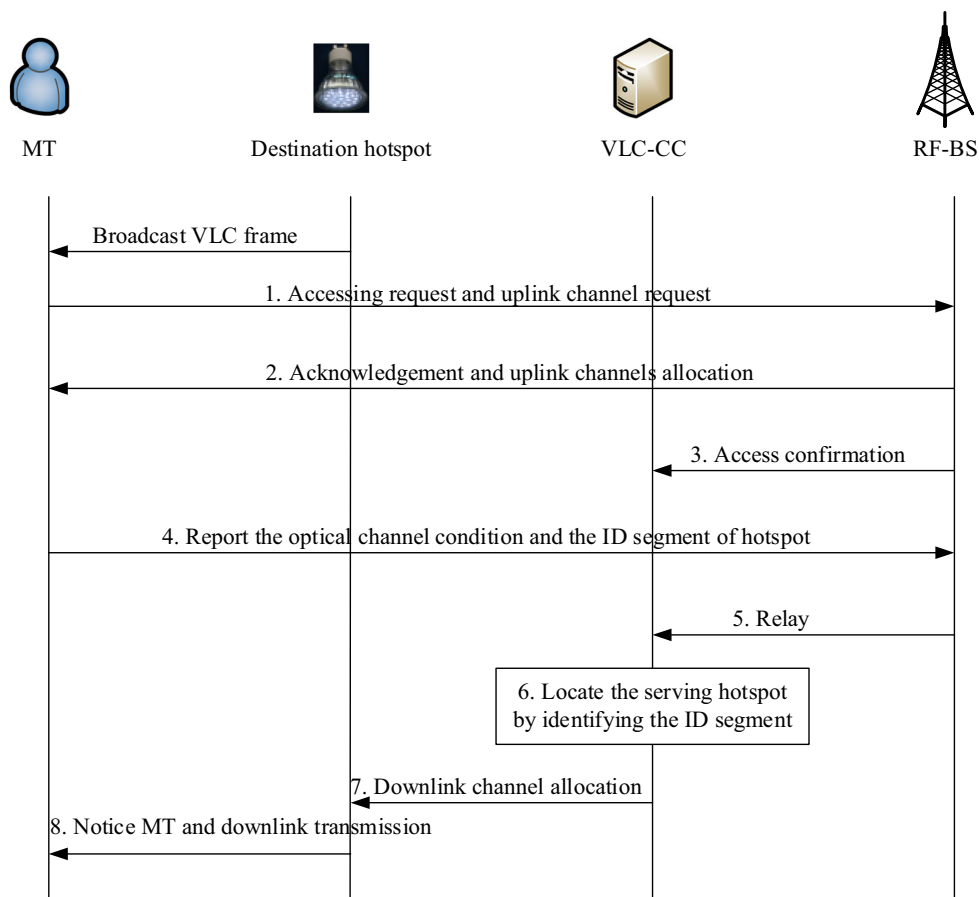 MT
Destination hotspot
VLC-CC
RF-BS
Broadcast VLC frame
1. Accessing request and uplink channel request
2. Acknowledgement and uplink channels allocation
3. Access confirmation
4. Report the optical channel condition and the ID segment of hotspot
5. Relay
6. Locate the serving hotspot
by identifying the ID segment
7. Downlink channel allocation
8. Notice MT and downlink transmission